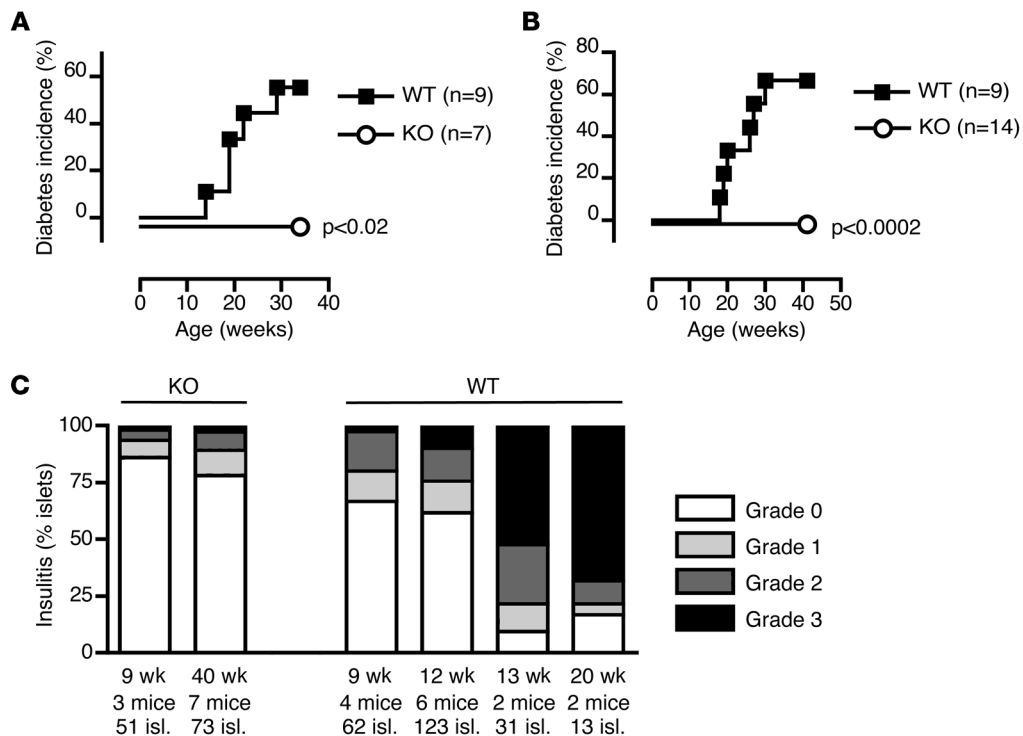 A
Diabetes incidence (%)
60
40
20
0
WT (n=9)
KO (n=7)
p<0.02
0 10 20 30 40
Age (weeks)
B
Diabetes incidence (%)
80
60
40
20
0
WT (n=9)
KO (n=14)
p<0.0002
0 10 20 30 40 50
Age (weeks)
C
KO WT
Insulitis (% islets)
100
75
50
25
0
Grade 0
Grade 1
Grade 2
Grade 3
9 wk 40 wk 9 wk 12 wk 13 wk 20 wk
3 mice 7 mice 4 mice 6 mice 2 mice 2 mice
51 isl. 73 isl. 62 isl. 123 isl. 31 isl. 13 isl.